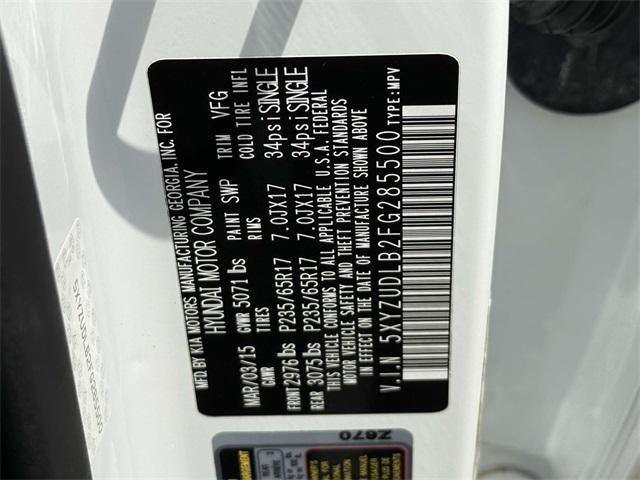 MFD. BY KIA MOTORS MANUFACTURING GEORGIA, INC. FOR
HYUNDAI MOTOR COMPANY
MAR/03/15 PAINT SWP TRIM VFG
GVWR 5071 lbs
GAWR TIRES RIMS COLD TIRE INFL
FRONT 2976 lbs P235/65R17 7.0JX17 34psi SINGLE
REAR 3075 lbs P235/65R17 7.0JX17 34psi SINGLE
THIS VEHICLE CONFORMS TO ALL APPLICABLE U.S.A. FEDERAL
MOTOR VEHICLE SAFETY AND THEFT PREVENTION STANDARDS
IN EFFECT ON THE DATE OF MANUFACTURE SHOWN ABOVE
V.I.N 5XYZUDLB2FG285500 TYPE:MPV
Z670
REAR